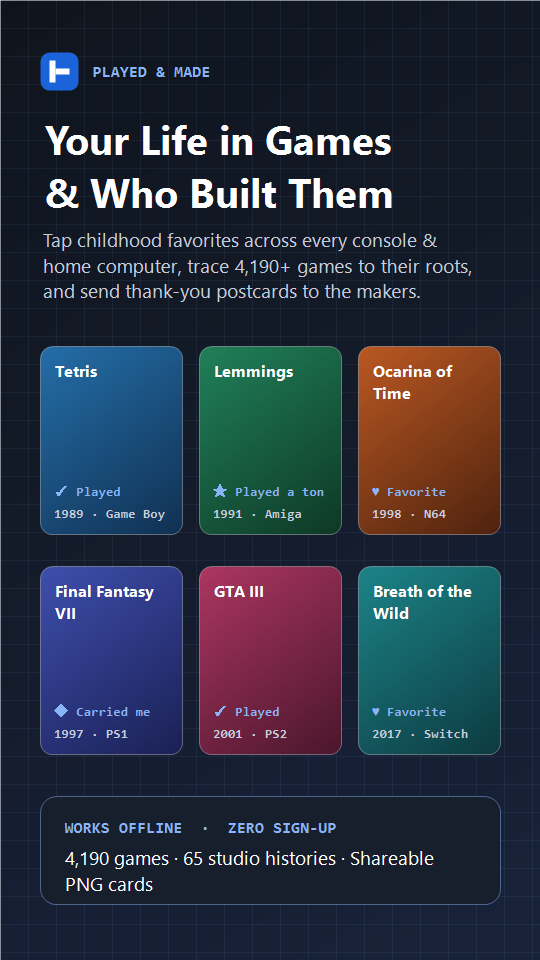 PLAYED & MADE
Your Life in Games
& Who Built Them
Tap childhood favorites across every console &
home computer, trace 4,190+ games to their roots,
and send thank-you postcards to the makers.
Tetris
✓ Played
1989 · Game Boy
Lemmings
★ Played a ton
1991 · Amiga
Ocarina of
Time
♥ Favorite
1998 · N64
Final Fantasy
VII
◆ Carried me
1997 · PS1
GTA III
✓ Played
2001 · PS2
Breath of the
Wild
♥ Favorite
2017 · Switch
WORKS OFFLINE · ZERO SIGN-UP
4,190 games · 65 studio histories · Shareable
PNG cards